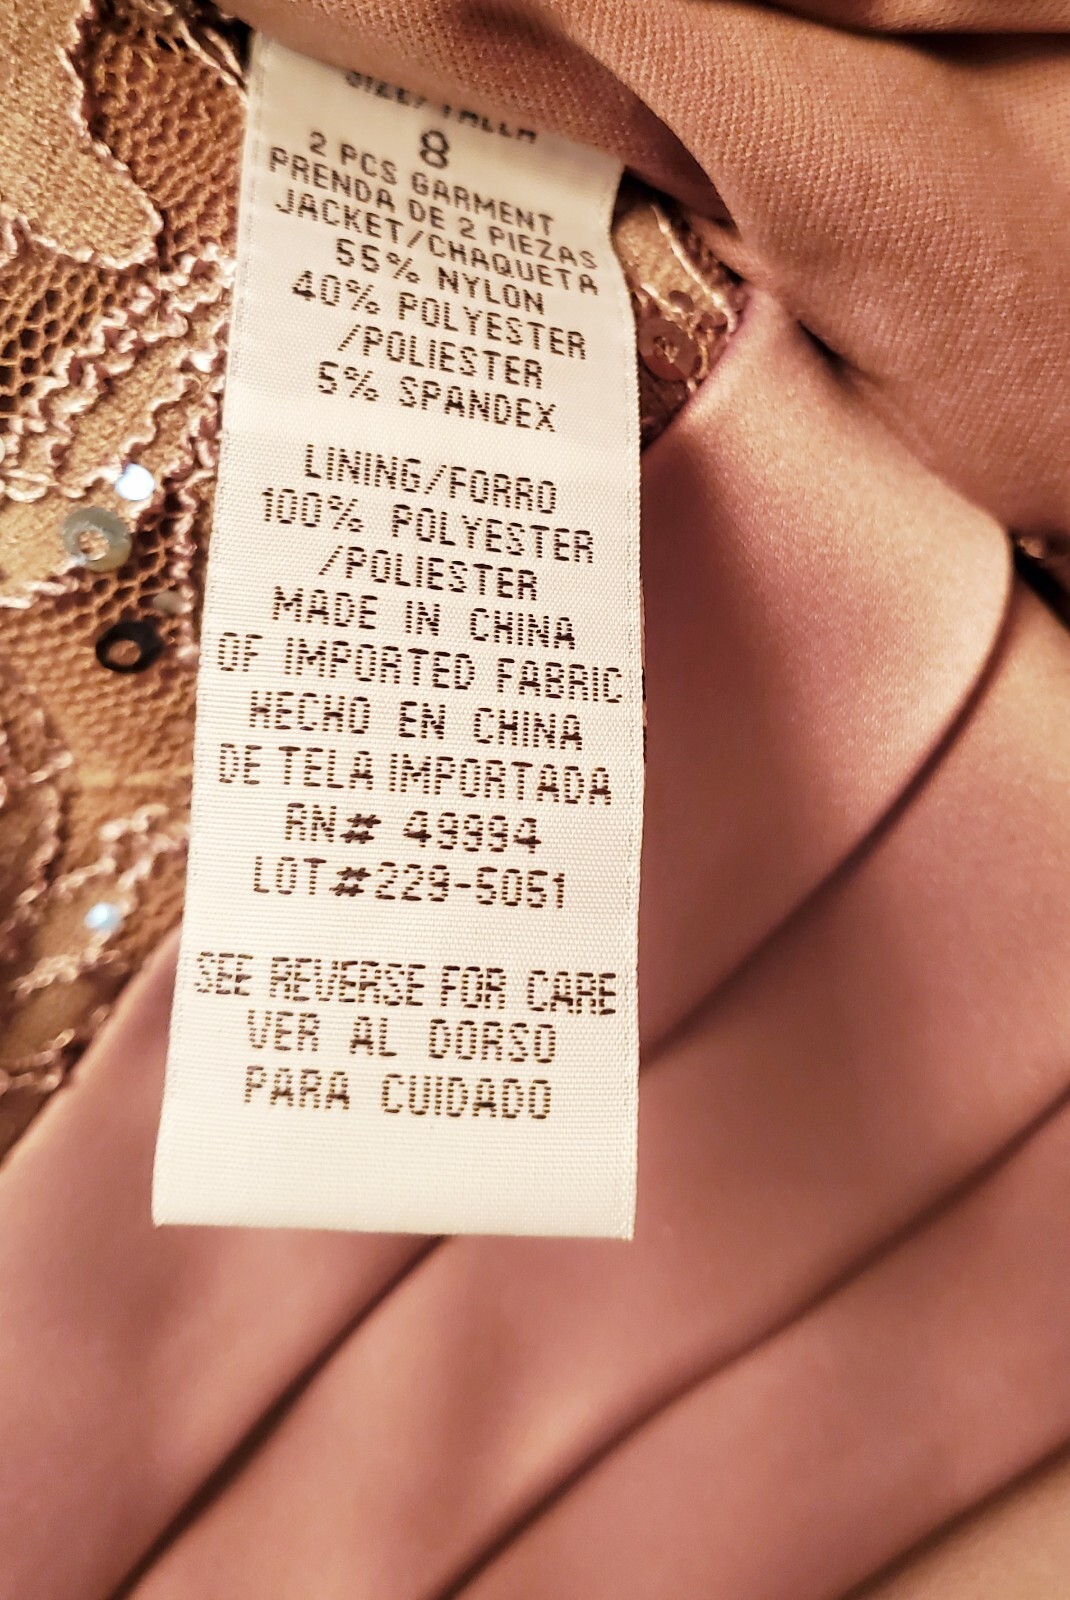 SIZE/TALLA
8
2 PCS GARMENT
PRENDA DE 2 PIEZAS
JACKET/CHAQUETA
55% NYLON
40% POLYESTER
/POLIESTER
5% SPANDEX
LINING/FORRO
100% POLYESTER
/POLIESTER
MADE IN CHINA
OF IMPORTED FABRIC
HECHO EN CHINA
DE TELA IMPORTADA
RN# 49994
LOT#229-5051
SEE REVERSE FOR CARE
VER AL DORSO
PARA CUIDADO